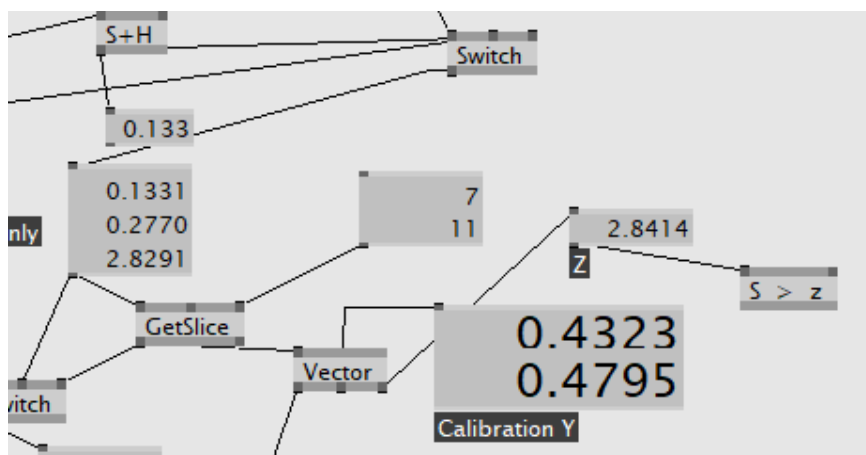 S+H
Switch
0.133
0.1331
0.2770
2.8291
7
11
nly
2.8414
Z
S > z
GetSlice
0.4323
0.4795
Vector
witch
Calibration Y